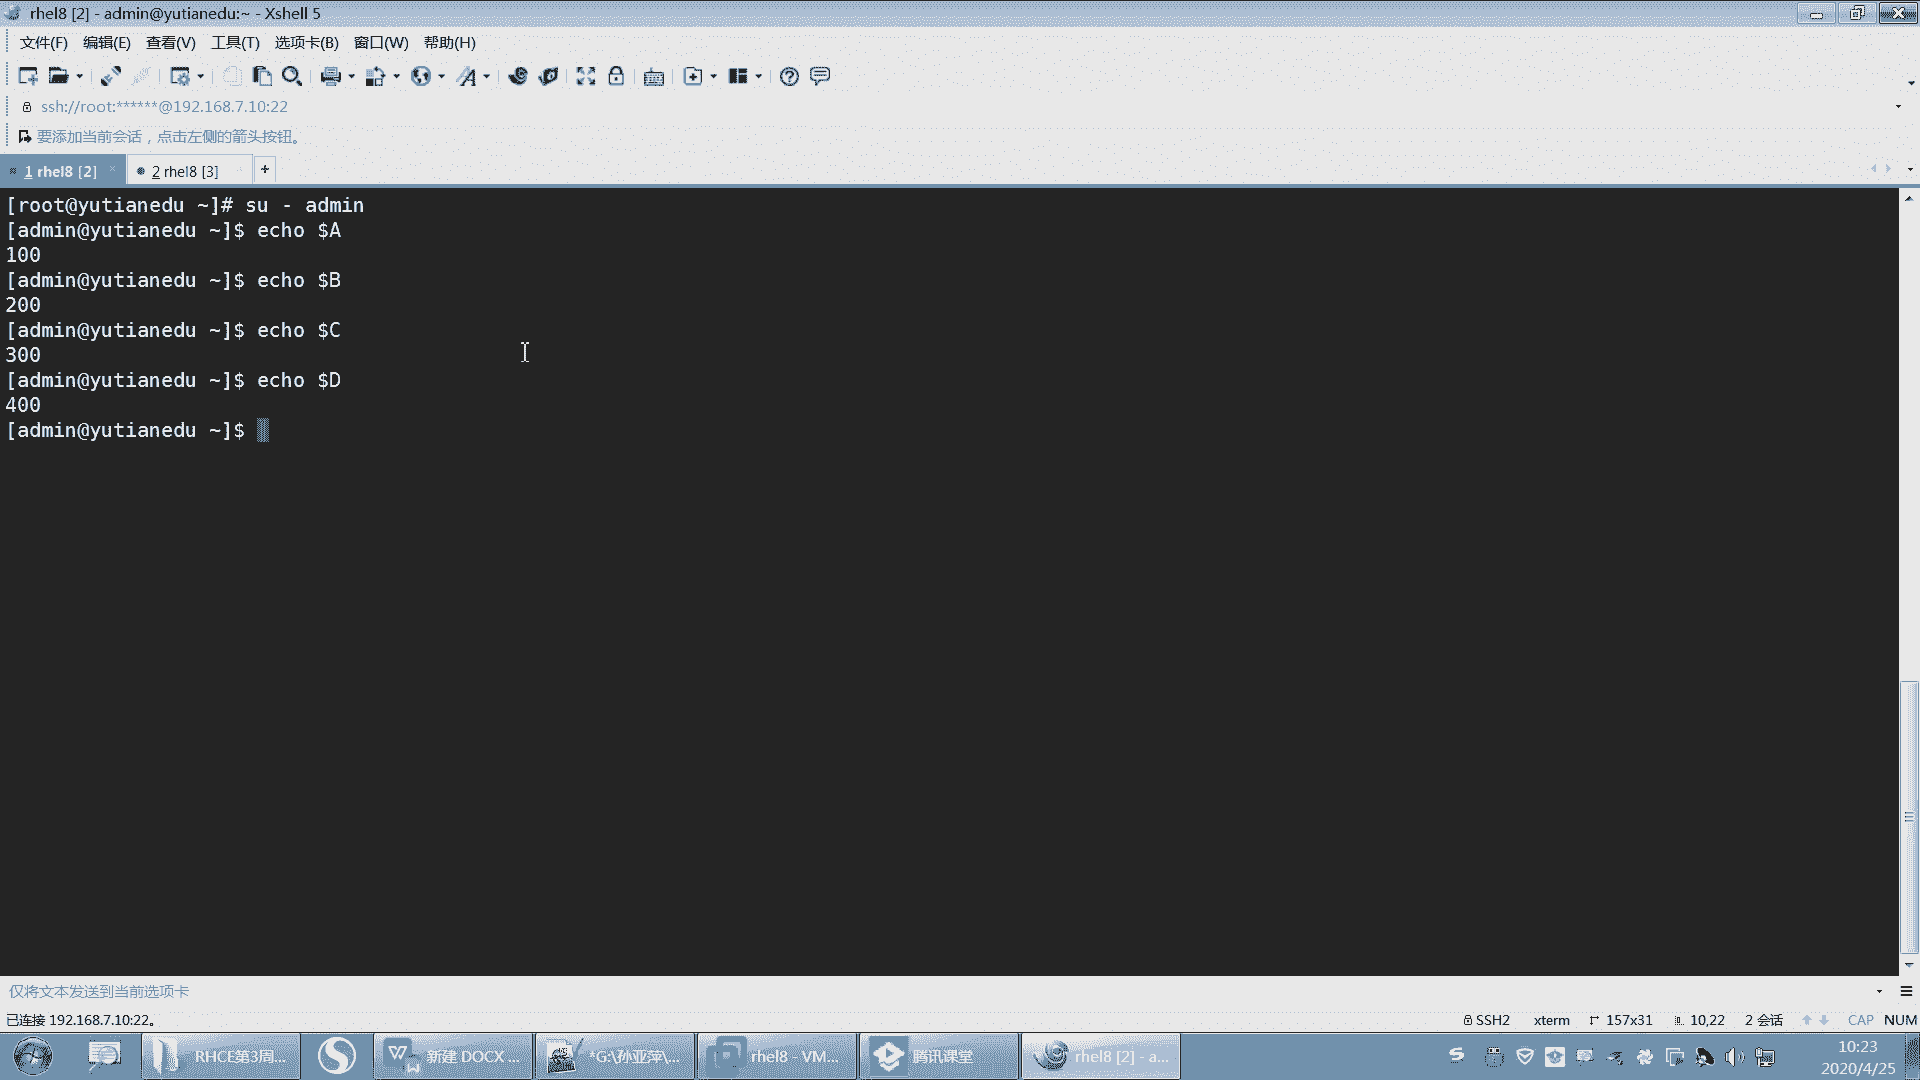 rhel8 [2] - admin@yutianedu:~ - Xshell 5
文件(F) 编辑(E) 查看(V) 工具(T) 选项卡(B) 窗口(W) 帮助(H)
ssh://root:******@192.168.7.10:22
要添加当前会话，点击左侧的箭头按钮。
1 rhel8 [2] 2 rhel8 [3] +
[root@yutianedu ~]# su - admin
[admin@yutianedu ~]$ echo $A
100
[admin@yutianedu ~]$ echo $B
200
[admin@yutianedu ~]$ echo $C
300
[admin@yutianedu ~]$ echo $D
400
[admin@yutianedu ~]$
仅将文本发送到当前选项卡
已连接 192.168.7.10:22。 SSH2 xterm 157x31 10,22 2 会话 CAP NUM
RHCE第3周... 新建 DOCX ... *G:\孙亚萍\... rhel8 - VM... 腾讯课堂 rhel8 [2] - a... 10:23
2020/4/25